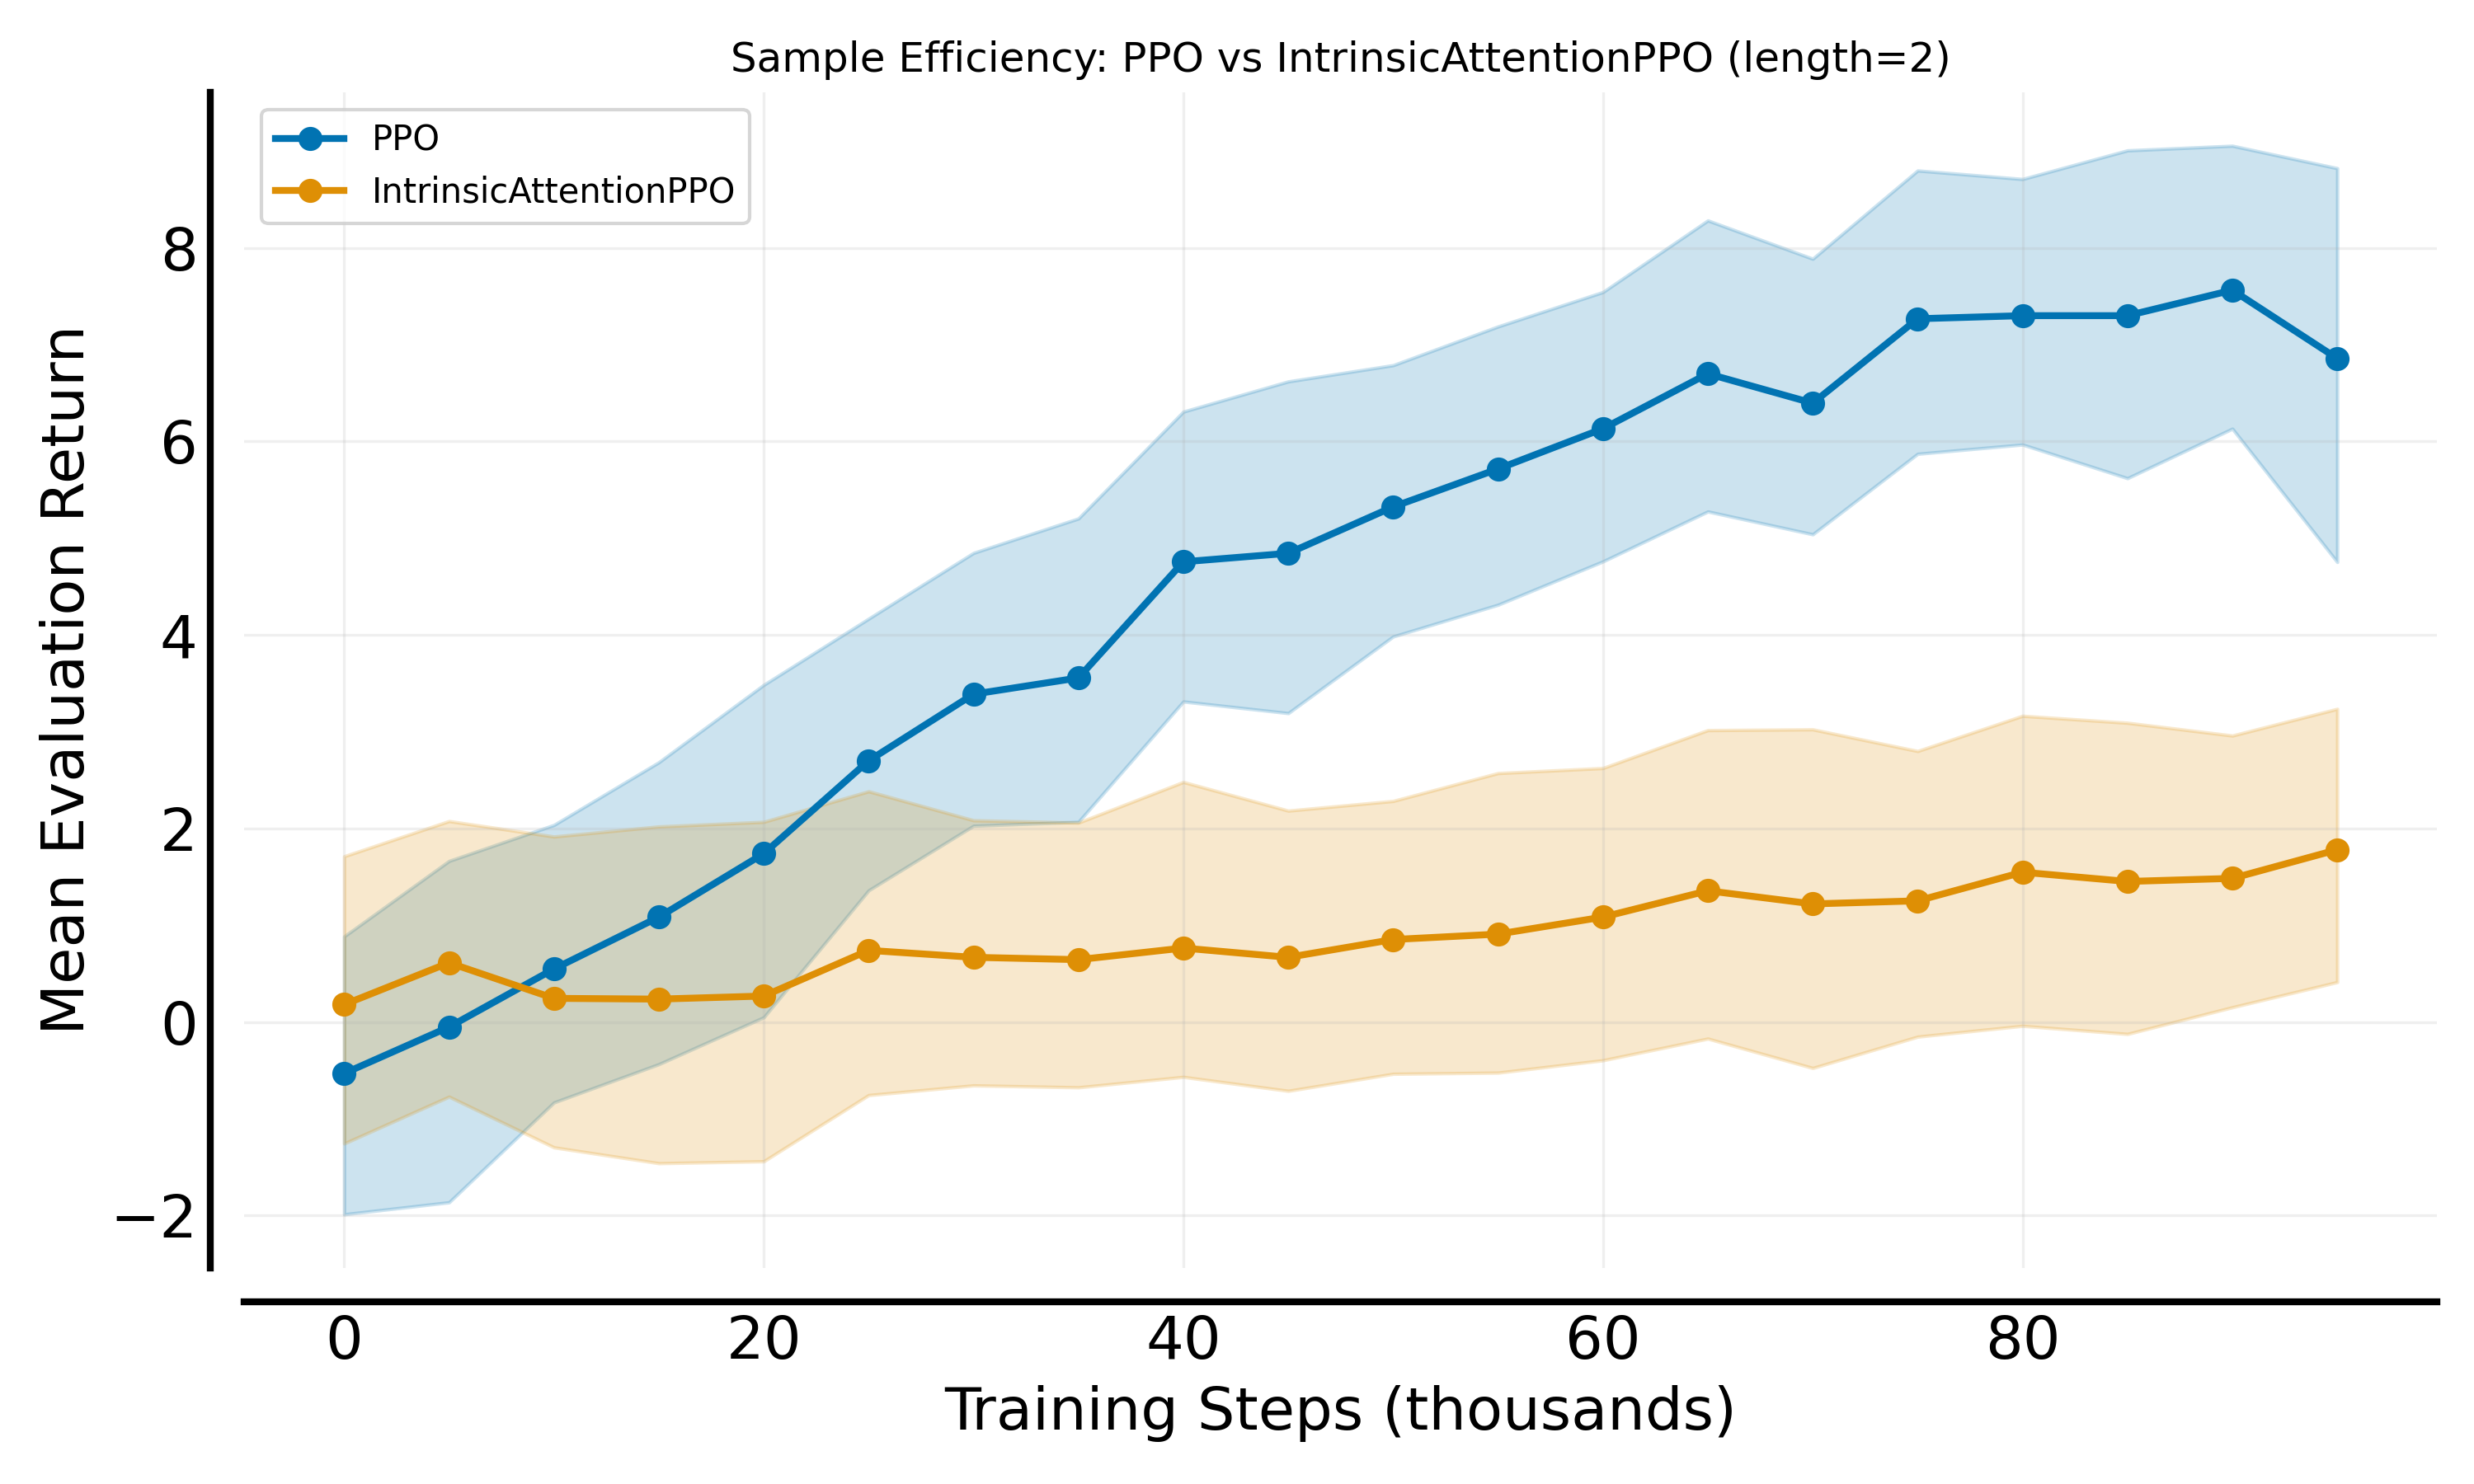 Sample Efficiency: PPO vs IntrinsicAttentionPPO (length=2)
PPO
IntrinsicAttentionPPO
Mean Evaluation Return
8
6
4
2
0
−2
0 20 40 60 80
Training Steps (thousands)